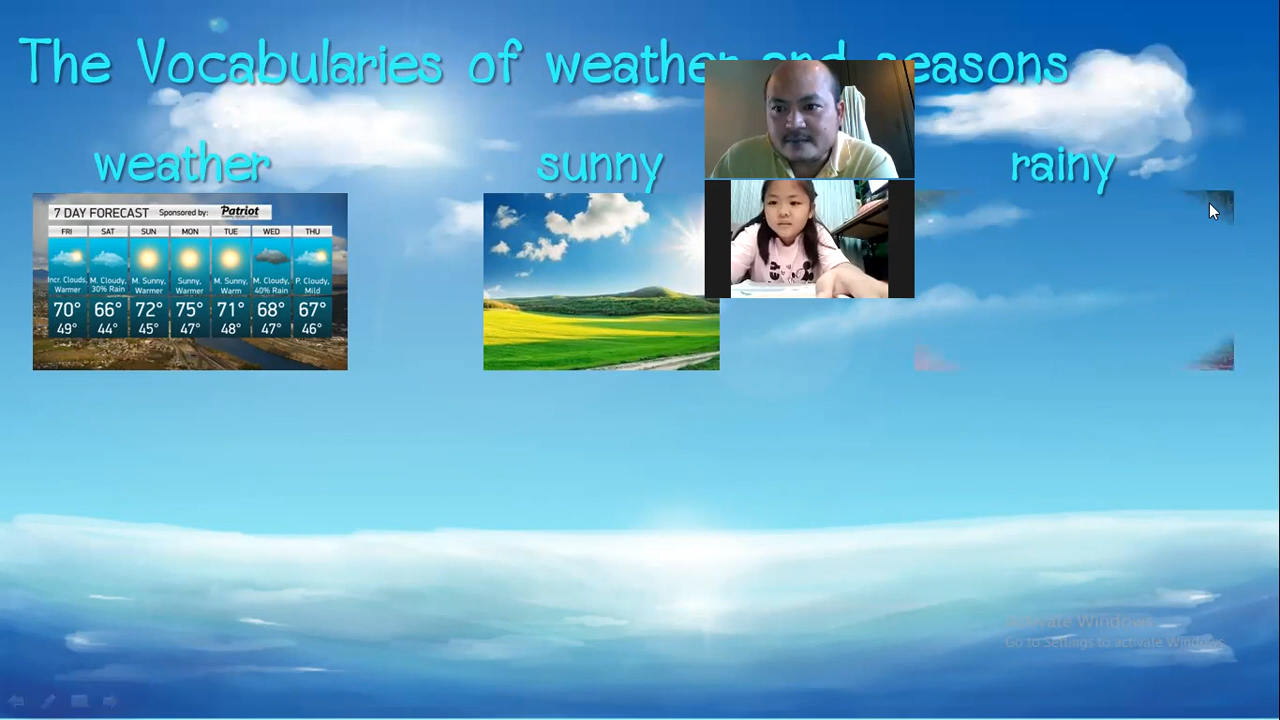 The Vocabularies of weather and seasons
weather
sunny
rainy
7 DAY FORECAST Sponsored by: Patriot
FRI SAT SUN MON TUE WED THU
Incr. Clouds, Warmer M. Cloudy, 30% Rain M. Sunny, Warmer Sunny, Warmer M. Sunny, Warm M. Cloudy, 40% Rain P. Cloudy, Mild
70° 66° 72° 75° 71° 68° 67°
49° 44° 45° 47° 48° 47° 46°
Activate Windows
Go to Settings to activate Windows.